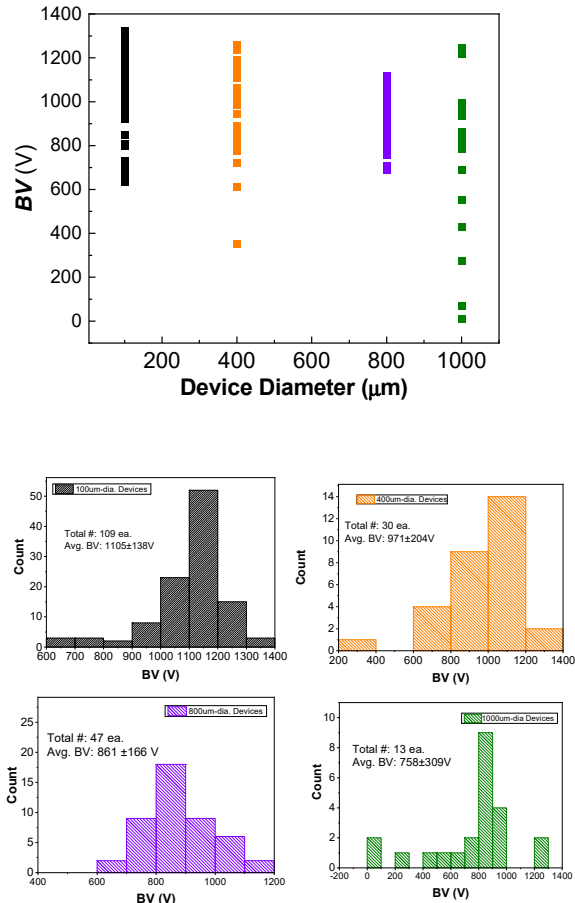 1400
1200
1000
800
600
400
200
0
BV (V)
200 400 600 800 1000
Device Diameter (μm)
100um-dia. Devices
Total #: 109 ea.
Avg. BV: 1105±138V
50
40
30
20
10
0
Count
600 700 800 900 1000 1100 1200 1300 1400
BV (V)
400um-dia. Devices
Total #: 30 ea.
Avg. BV: 971±204V
14
12
10
8
6
4
2
0
Count
200 400 600 800 1000 1200 1400
BV (V)
800um-dia. Devices
Total #: 47 ea.
Avg. BV: 861 ±166 V
25
20
15
10
5
0
Count
400 600 800 1000 1200
BV (V)
1000um-dia Devices
Total #: 13 ea.
Avg. BV: 758±309V
10
8
6
4
2
0
Count
-200 0 200 400 600 800 1000 1200 1400
BV (V)